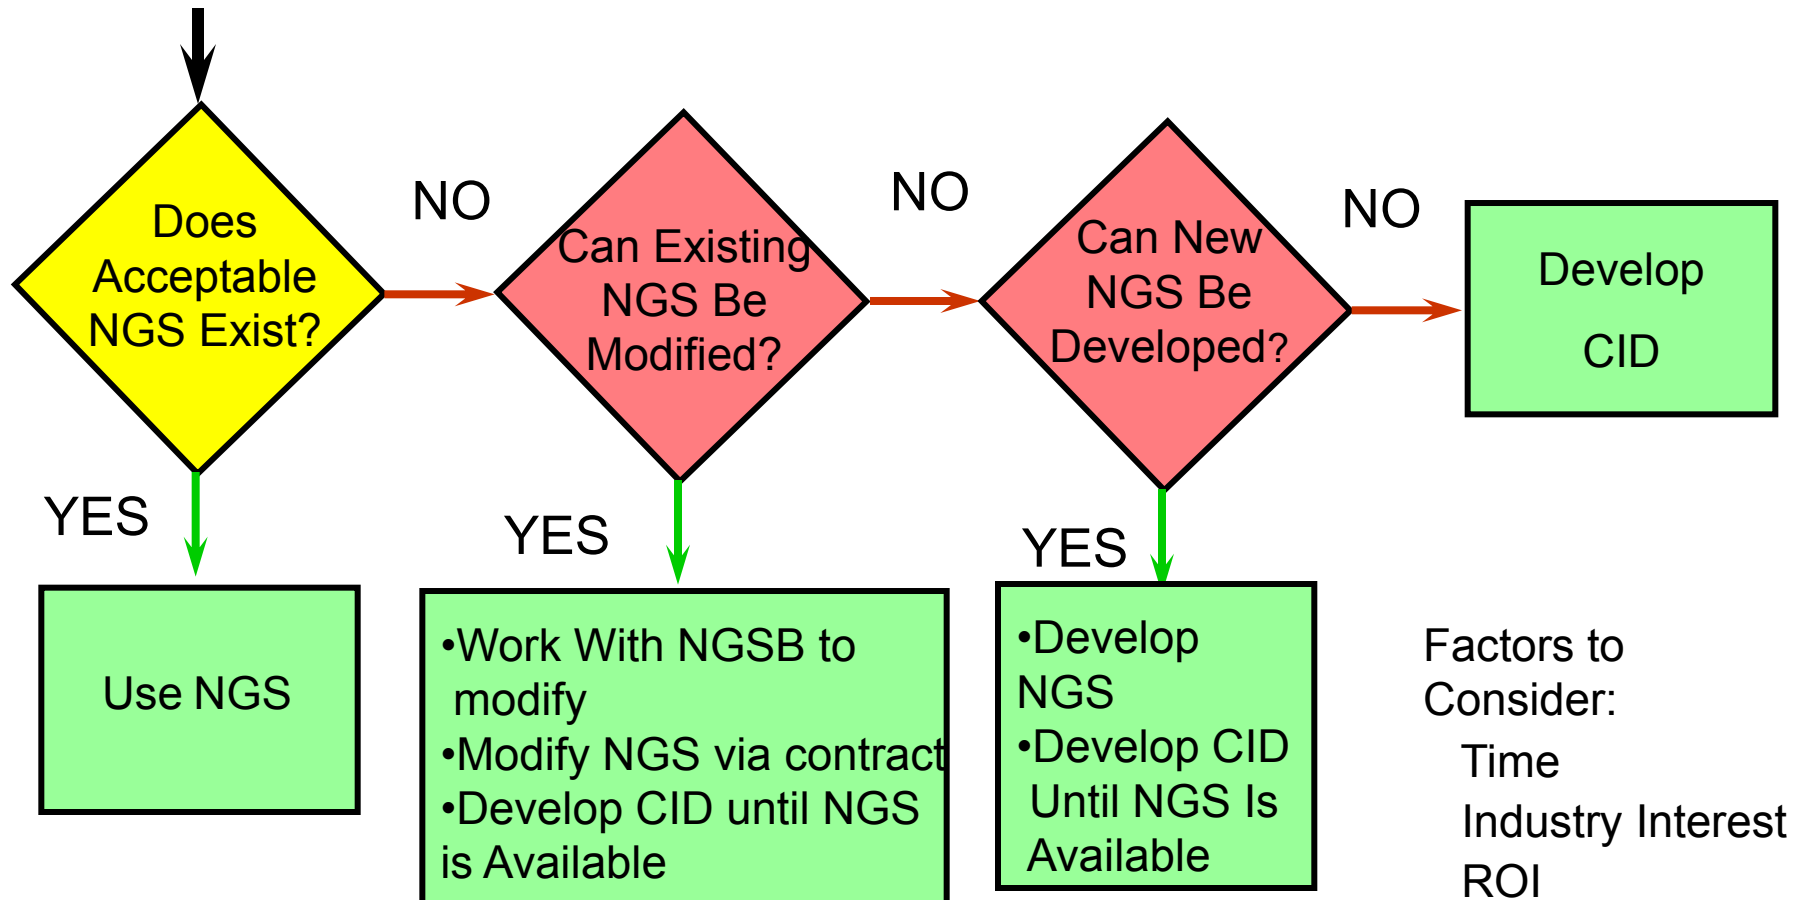 Does
Acceptable
NGS Exist?
NO
Can Existing
NGS Be
Modified?
NO
Can New
NGS Be
Developed?
NO
Develop
CID
YES
Use NGS
YES
•Work With NGSB to
modify
•Modify NGS via contract
•Develop CID until NGS
is Available
YES
•Develop
NGS
•Develop CID
Until NGS Is
Available
Factors to
Consider:
Time
Industry Interest
ROI